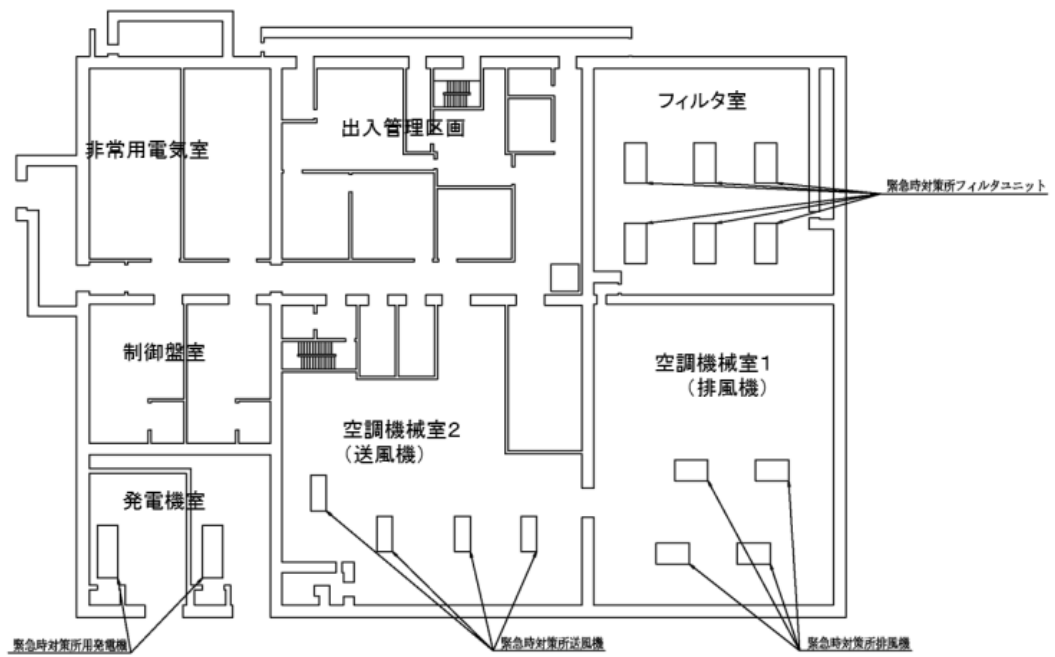 フィルタ室
出入管理区画
非常用電気室
緊急時対策所フィルタユニット
制御盤室
空調機械室1
（排風機）
空調機械室2
（送風機）
発電機室
緊急時対策所用発電機
緊急時対策所送風機
緊急時対策所排風機